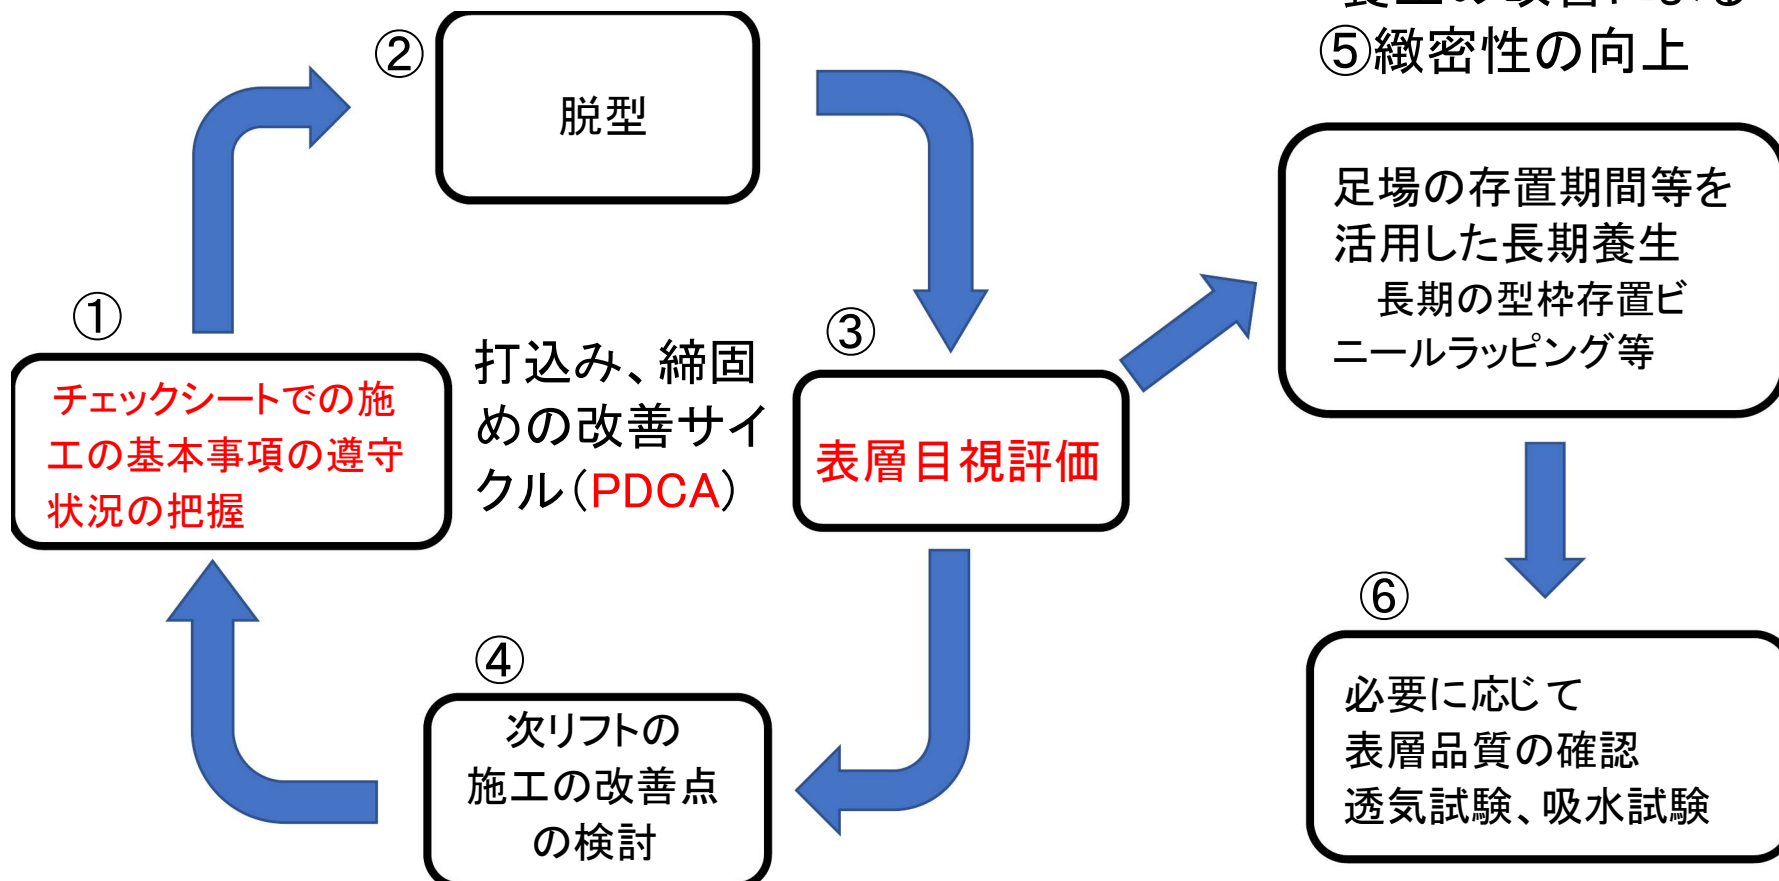 ②
脱型
①
チェックシートでの施
工の基本事項の遵守
状況の把握
打込み、締固
めの改善サイ
クル(PDCA)
③
表層目視評価
④
次リフトの
施工の改善点
の検討
⑤緻密性の向上
足場の存置期間等を
活用した長期養生
長期の型枠存置ビ
ニールラッピング等
⑥
必要に応じて
表層品質の確認
透気試験、吸水試験